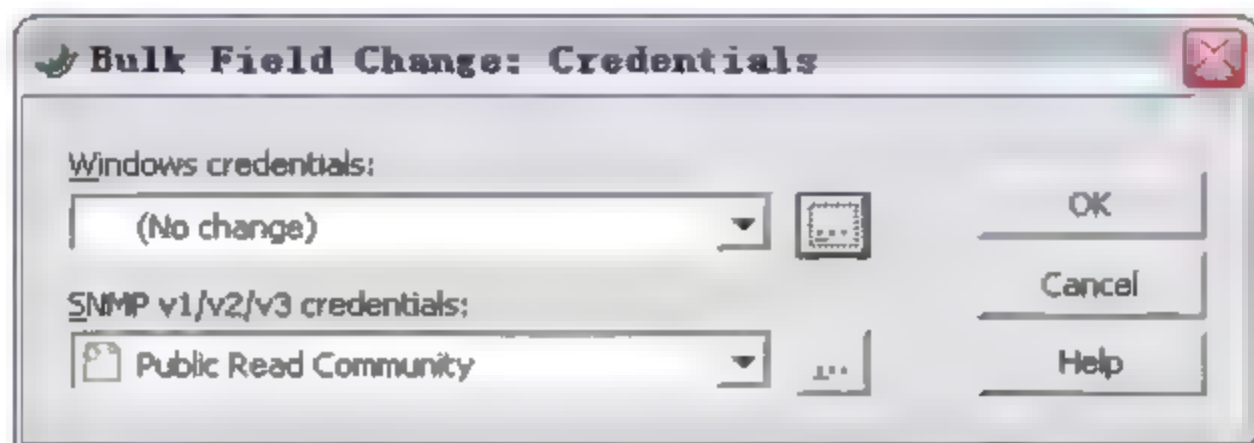 Bulk Field Change: Credentials
Windows credentials:
(No change)
...
OK
SNMP v1/v2/v3 credentials:
Cancel
Public Read Community
...
Help